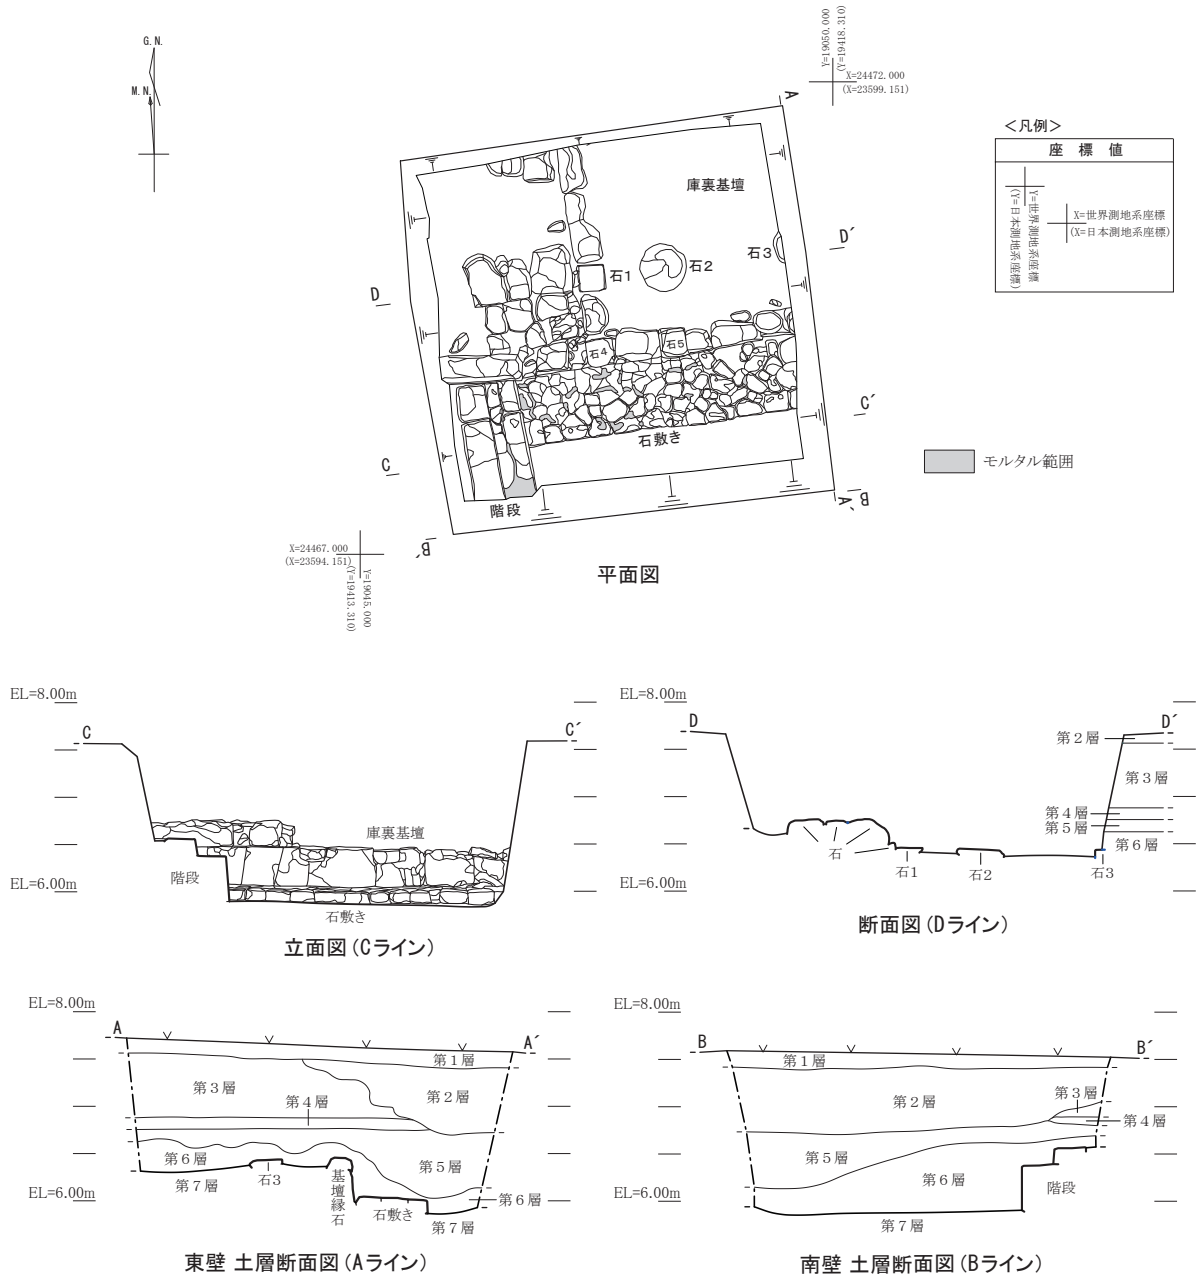 G.N.
M.N.
Y=19050.000
(Y=19418.310)
X=24472.000
(X=23599.151)
A
＜凡例＞
座標値
Y=世界測地系座標
(Y=日本測地系座標)
X=世界測地系座標
(X=日本測地系座標)
庫裏基壇
D
D´
石1
石2
石3
石4
石5
C
C´
石敷き
モルタル範囲
階段
A´
B
B´
X=24467.000
(X=23594.151)
Y=19045.000
(Y=19413.310)
平面図
EL=8.00m
C
C´
庫裏基壇
階段
EL=6.00m
石敷き
立面図(Cライン)
EL=8.00m
D
D´
第2層
第3層
第4層
第5層
第6層
石
石1
石2
石3
EL=6.00m
断面図(Dライン)
EL=8.00m
A
A´
第1層
第3層
第4層
第2層
第6層
第5層
第7層
石3
基壇縁石
石敷き
第6層
第7層
EL=6.00m
東壁 土層断面図(Aライン)
EL=8.00m
B
B´
第1層
第2層
第3層
第4層
第5層
第6層
階段
EL=6.00m
第7層
南壁 土層断面図(Bライン)